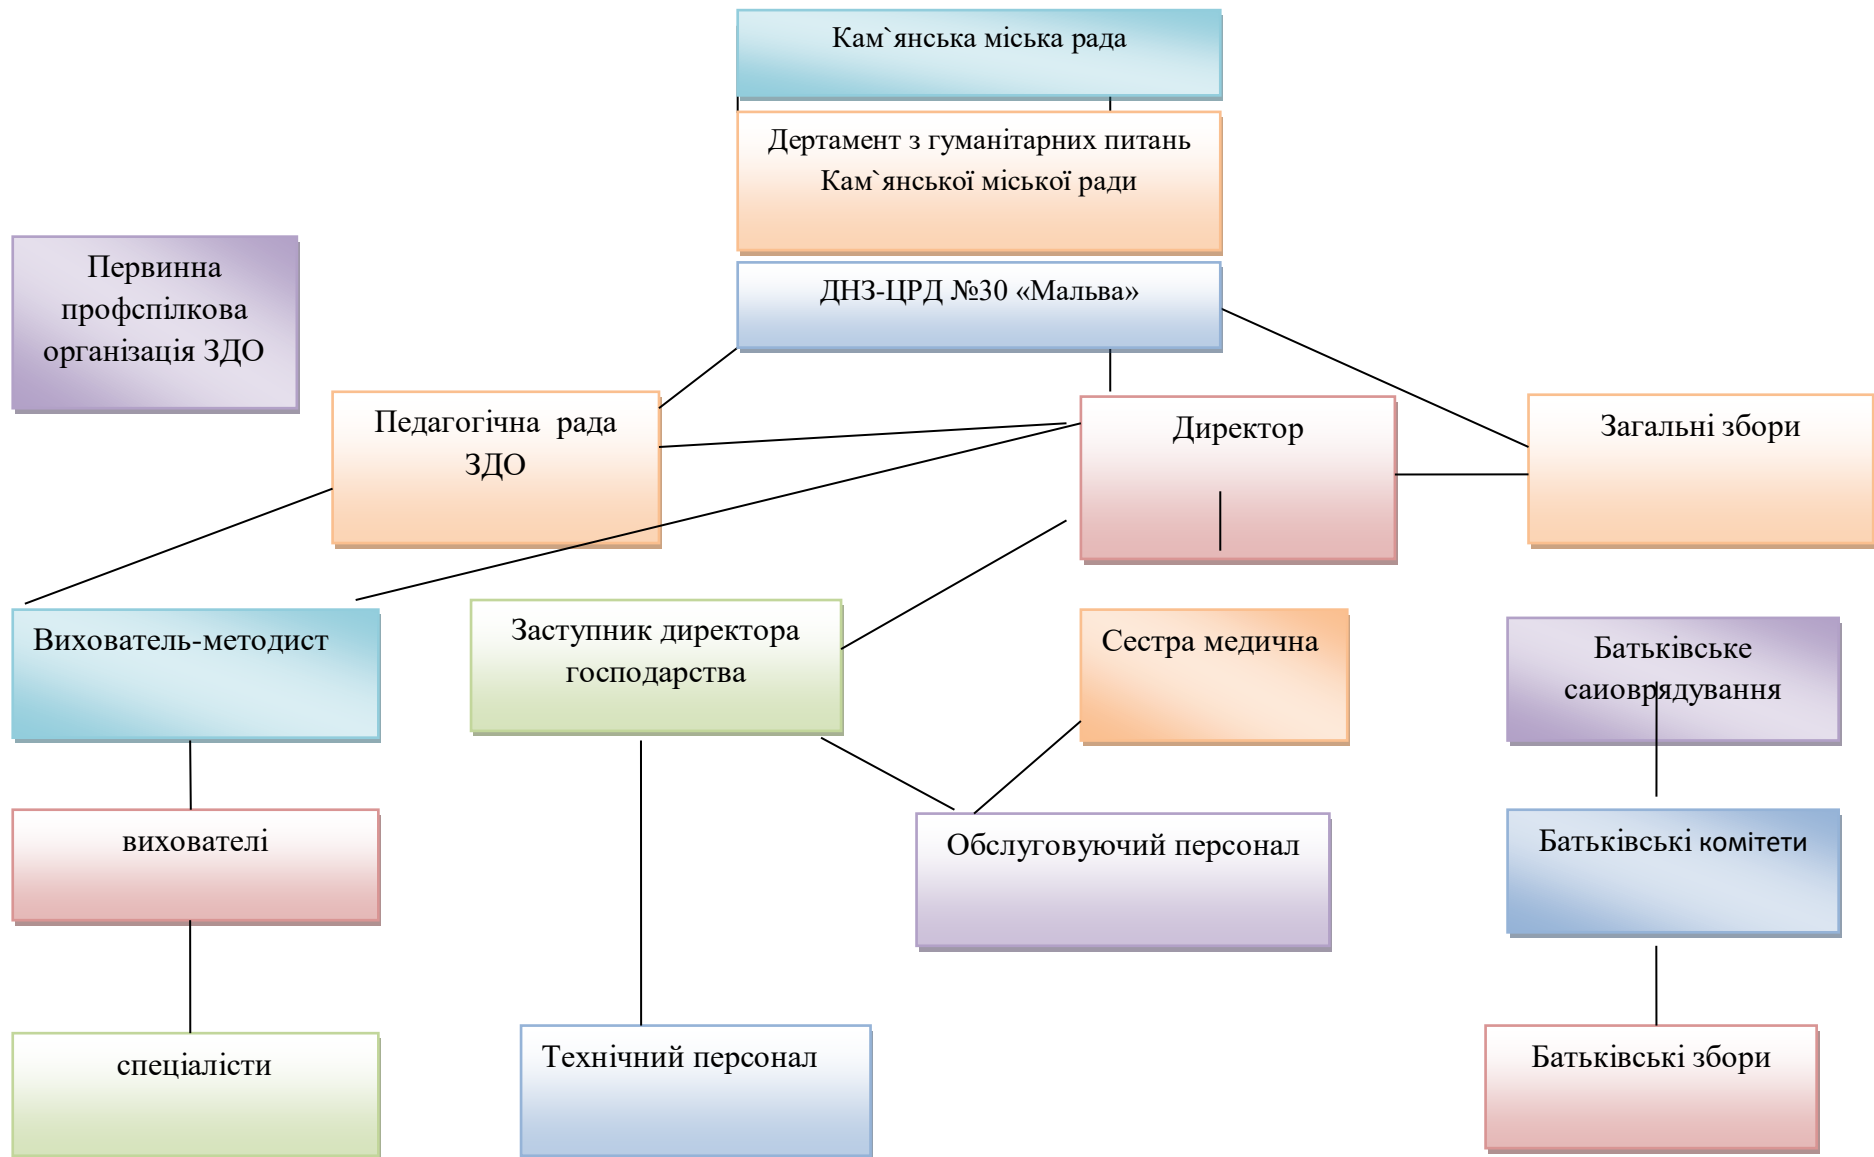 Кам`янська міська рада
Дертамент з гуманітарних питань
Кам`янської міської ради
ДНЗ-ЦРД №30 «Мальва»
Первинна
профспілкова
організація ЗДО
Педагогічна рада
ЗДО
Директор
Загальні збори
Вихователь-методист
Заступник директора
господарства
Сестра медична
Батьківське
саиоврядування
вихователі
Обслуговуючий персонал
Батьківські комітети
спеціалісти
Технічний персонал
Батьківські збори